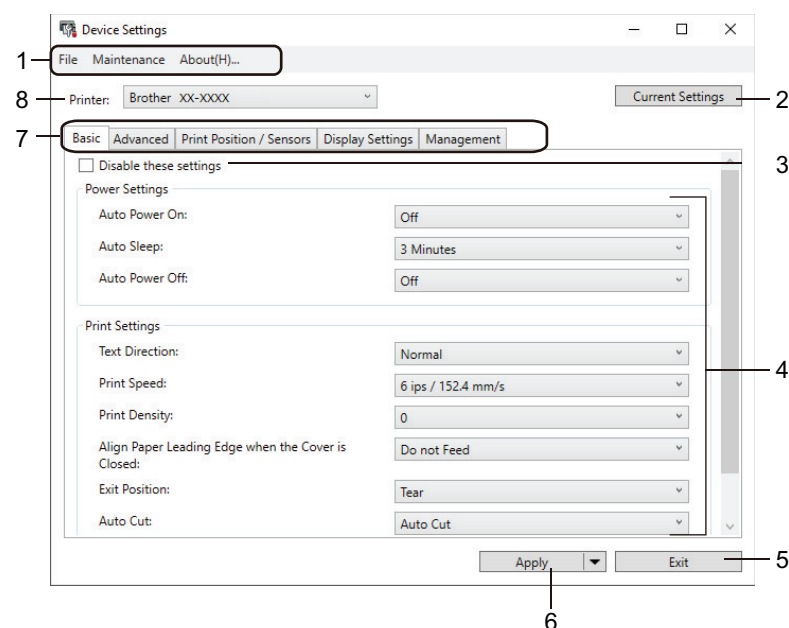 Device Settings
1
File Maintenance About(H)...
8
Printer: Brother XX-XXXX
Current Settings
2
7
Basic Advanced Print Position / Sensors Display Settings Management
Disable these settings
3
Power Settings
Auto Power On: Off
Auto Sleep: 3 Minutes
Auto Power Off: Off
Print Settings
Text Direction: Normal
Print Speed: 6 ips / 152.4 mm/s
4
Print Density: 0
Align Paper Leading Edge when the Cover is
Closed:
Do not Feed
Exit Position: Tear
Auto Cut: Auto Cut
Apply
Exit
5
6